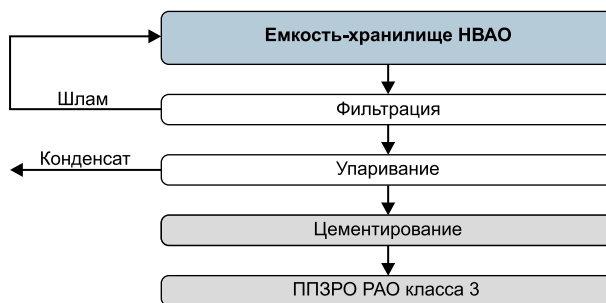 Емкость-хранилище НВАО
Шлам
Фильтрация
Конденсат
Упаривание
Цементирование
ППЗРО РАО класса 3